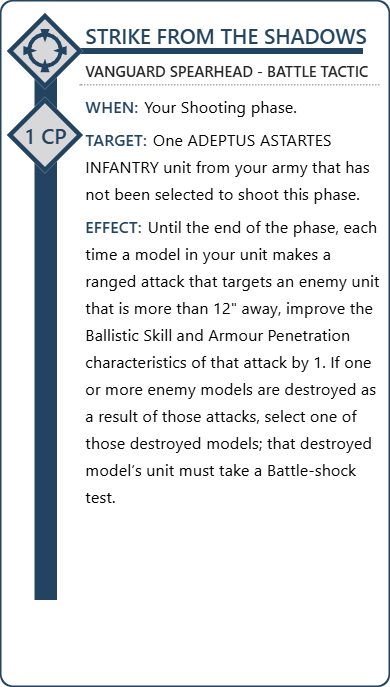 STRIKE FROM THE SHADOWS
VANGUARD SPEARHEAD - BATTLE TACTIC
WHEN: Your Shooting phase.
1 CP
TARGET: One ADEPTUS ASTARTES
INFANTRY unit from your army that has
not been selected to shoot this phase.
EFFECT: Until the end of the phase, each
time a model in your unit makes a
ranged attack that targets an enemy unit
that is more than 12" away, improve the
Ballistic Skill and Armour Penetration
characteristics of that attack by 1. If one
or more enemy models are destroyed as
a result of those attacks, select one of
those destroyed models; that destroyed
model's unit must take a Battle-shock
test.